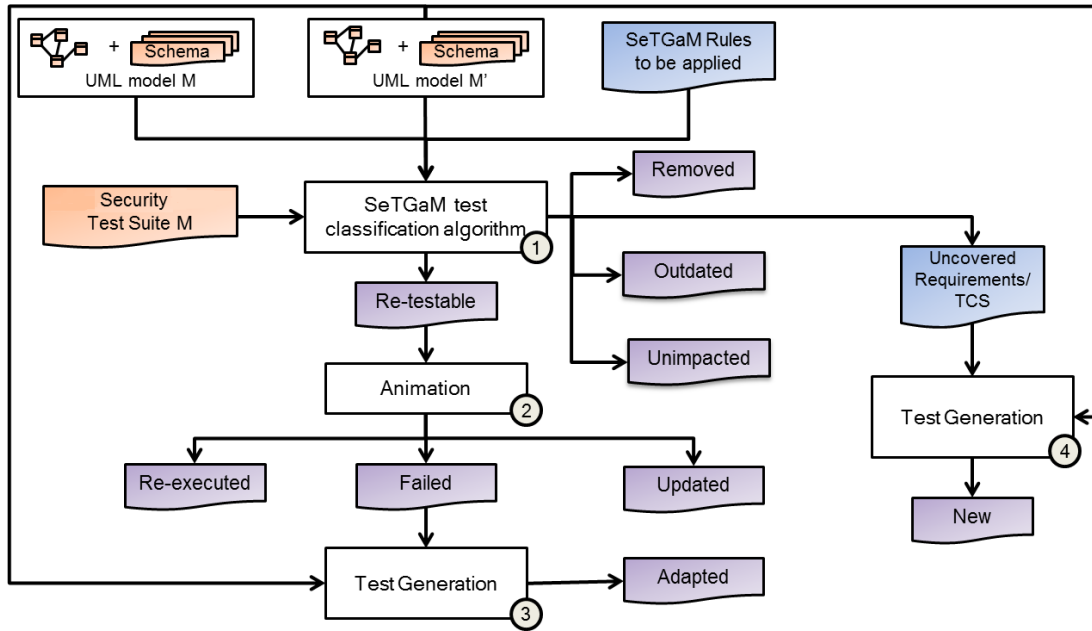 +
Schema
UML model M
+
Schema
UML model M'
SeTGaM Rules
to be applied
Security
Test Suite M
SeTGaM test
classification algorithm
1
Removed
Outdated
Unimpacted
Uncovered
Requirements/
TCS
Re-testable
Animation
2
Test Generation
4
Re-executed
Failed
Updated
New
Test Generation
3
Adapted